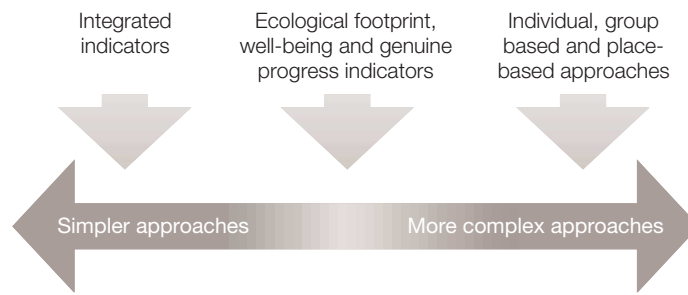 Integrated
indicators
Ecological footprint,
well-being and genuine
progress indicators
Individual, group
based and place-
based approaches
Simpler approaches
More complex approaches